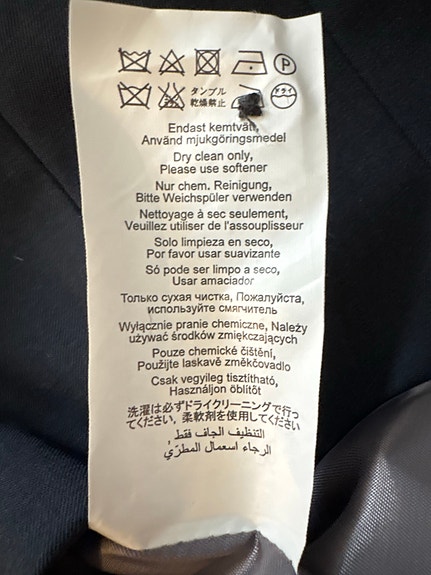 P
タンブル
乾燥禁止
ドライ
Endast kemtvätt,
Använd mjukgöringsmedel
Dry clean only,
Please use softener
Nur chem. Reinigung,
Bitte Weichspüler verwenden
Nettoyage à sec seulement,
Veuillez utiliser de l'assouplisseur
Solo limpieza en seco,
Por favor usar suavizante
Só pode ser limpo a seco,
Usar amaciador
Только сухая чистка, Пожалуйста,
используйте смягчитель
Wyłącznie pranie chemiczne, Należy
używać środków zmiękczających
Pouze chemické čištění,
Použijte laskavě změkčovadlo
Csak vegyileg tisztítható,
Használjon öblítőt
洗濯は必ずドライクリーニングで行っ
てください, 柔軟剤を使用してください
التنظيف الجاف فقط,
الرجاء اسعمال المطرّي